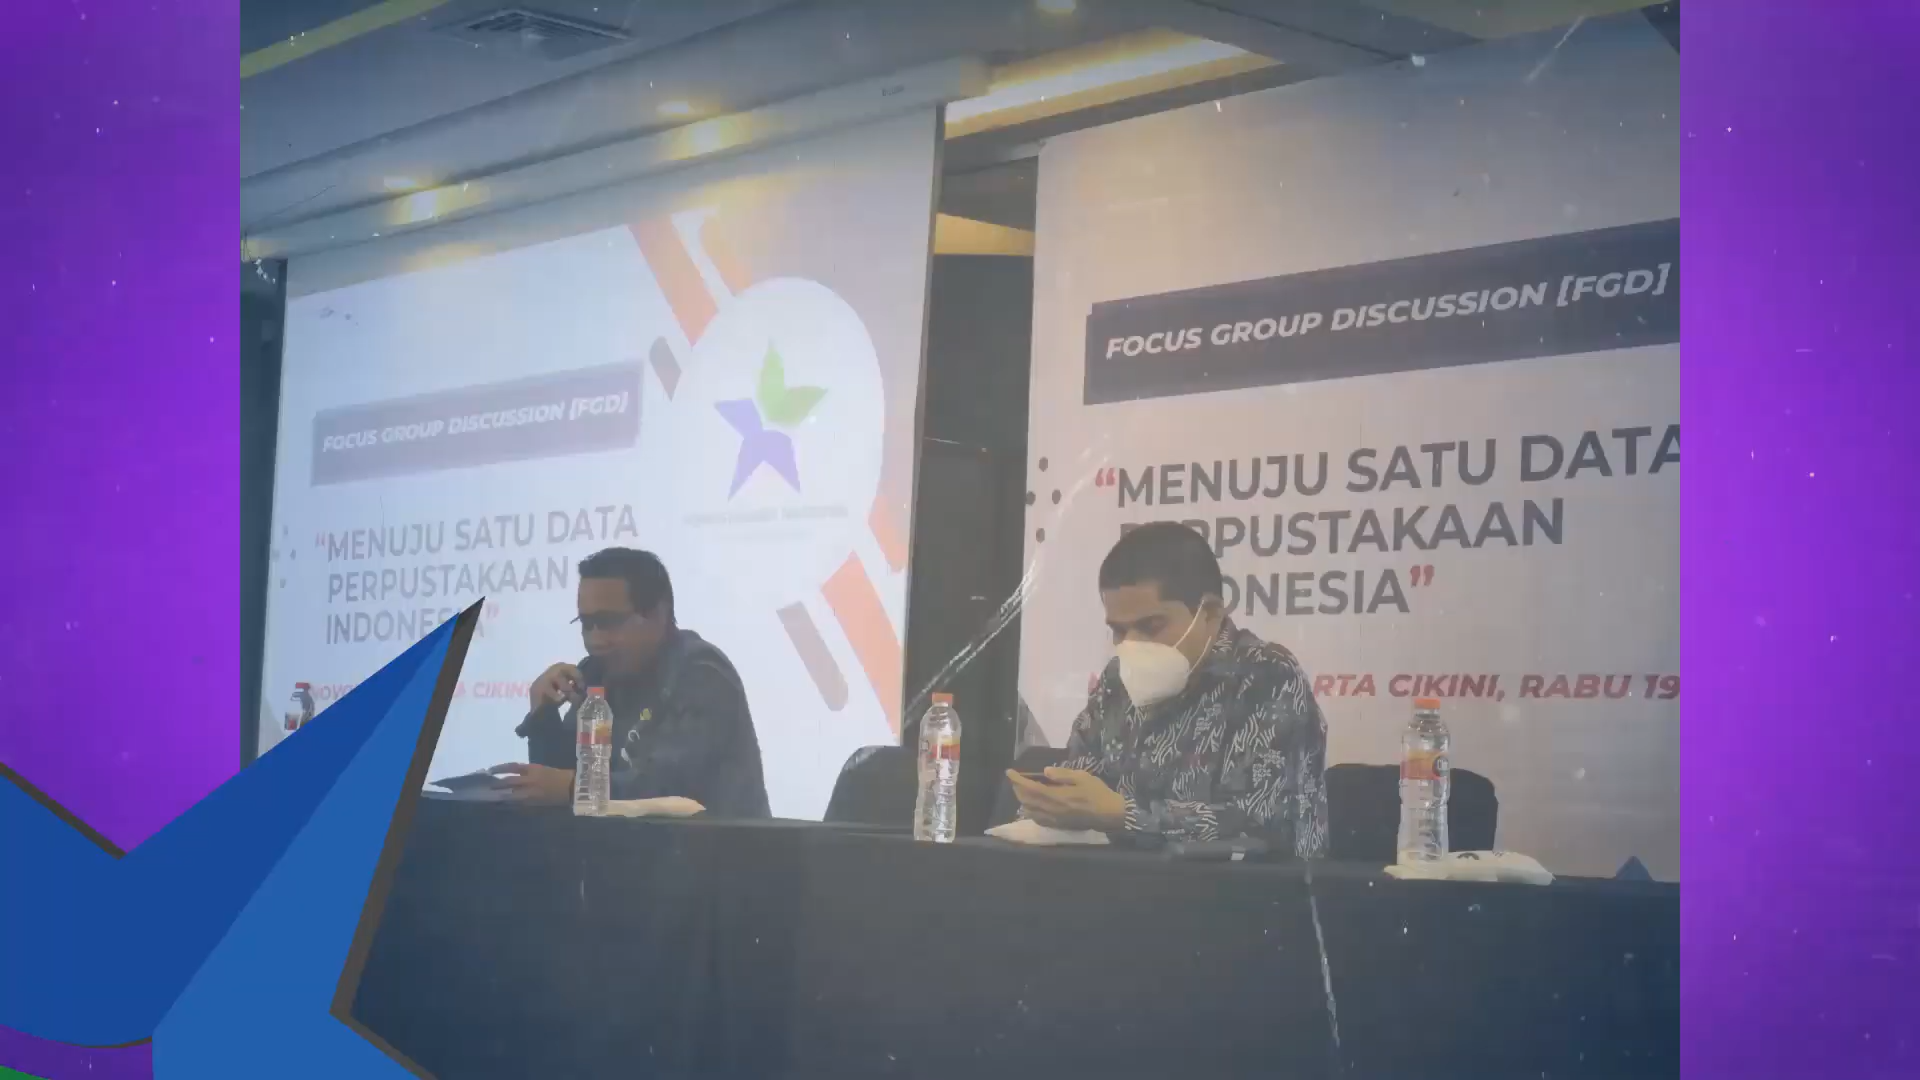 FOCUS GROUP DISCUSSION [FGD]
“MENUJU SATU DATA
PERPUSTAKAAN
INDONESIA”
CIKINI
FOCUS GROUP DISCUSSION [FGD]
“MENUJU SATU DATA
PERPUSTAKAAN
INDONESIA”
CIKINI, RABU 19